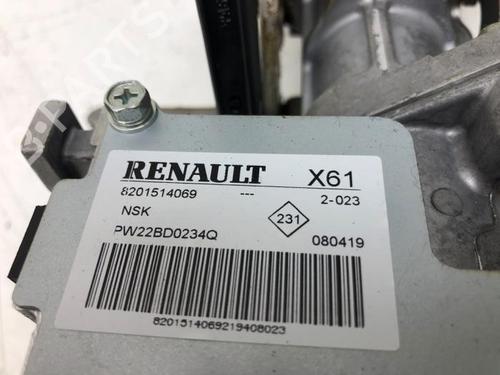 RENAULT X61
8201514069 --- 2-023
NSK 231
PW22BD0234Q 080419
8201514069219408023